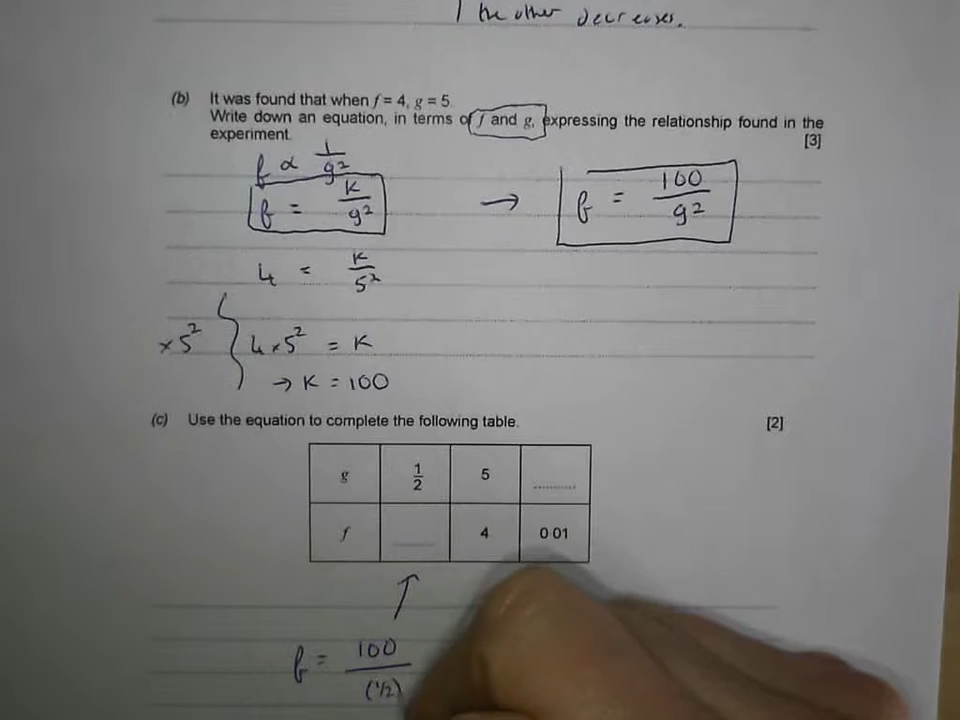 the other decreases.
(b) It was found that when f = 4, g = 5.
Write down an equation, in terms of f and g, expressing the relationship found in the
experiment. [3]
f ∝ 1/g²
f = k/g² → f = 100/g²
4 = k/5²
×5² { 4×5² = k
→ k = 100
(c) Use the equation to complete the following table. [2]
g 1/2 5 ..........
f .......... 4 0·01
↑
f = 100/(1/2)